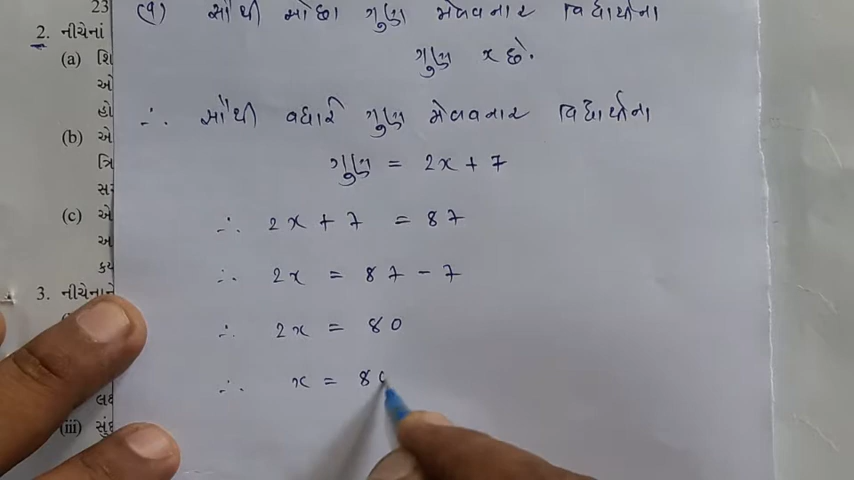 23
2. નીચેનાં
(a) શિ
(b) એ
ત્રિ
(c) એ
3. નીચેનાને
(iii) સું
(૧) સૌથી ઓછા ગુણ મેળવનાર વિદ્યાર્થીના
ગુણ x છે.
∴ સૌથી વધારે ગુણ મેળવનાર વિદ્યાર્થીના
ગુણ = 2x + 7
∴ 2x + 7 = 87
∴ 2x = 87 - 7
∴ 2x = 80
∴ x = 80